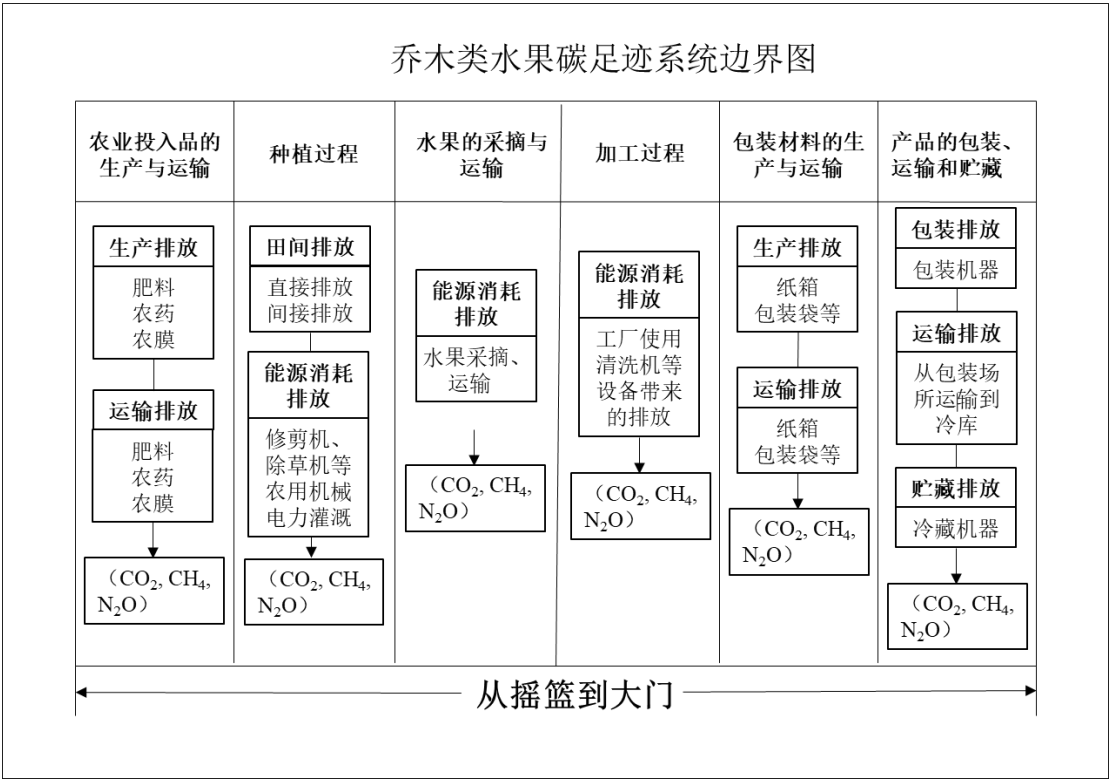 乔木类水果碳足迹系统边界图
农业投入品的
生产与运输
种植过程
水果的采摘与
运输
加工过程
包装材料的生
产与运输
产品的包装、
运输和贮藏
生产排放
肥料
农药
农膜
运输排放
肥料
农药
农膜
（CO₂, CH₄,
N₂O）
田间排放
直接排放
间接排放
能源消耗
排放
修剪机、
除草机等
农用机械
电力灌溉
（CO₂, CH₄,
N₂O）
能源消耗
排放
水果采摘、
运输
（CO₂, CH₄,
N₂O）
能源消耗
排放
工厂使用
清洗机等
设备带来
的排放
（CO₂, CH₄,
N₂O）
生产排放
纸箱
包装袋等
运输排放
纸箱
包装袋等
（CO₂, CH₄,
N₂O）
包装排放
包装机器
运输排放
从包装场
所运输到
冷库
贮藏排放
冷藏机器
（CO₂, CH₄,
N₂O）
从摇篮到大门